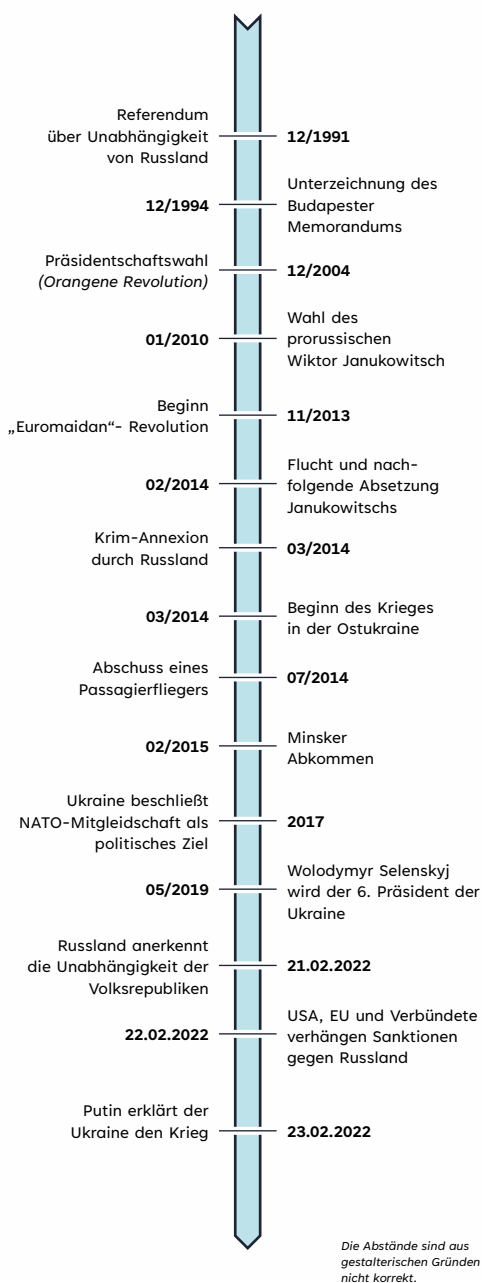 Referendum
über Unabhängigkeit
von Russland
12/1991
12/1994
Unterzeichnung des
Budapester
Memorandums
Präsidentschaftswahl
(Orangene Revolution)
12/2004
01/2010
Wahl des
prorussischen
Wiktor Janukowitsch
Beginn
„Euromaidan“- Revolution
11/2013
02/2014
Flucht und nach-
folgende Absetzung
Janukowitschs
Krim-Annexion
durch Russland
03/2014
03/2014
Beginn des Krieges
in der Ostukraine
Abschuss eines
Passagierfliegers
07/2014
02/2015
Minsker
Abkommen
Ukraine beschließt
NATO-Mitgleidschaft als
politisches Ziel
2017
05/2019
Wolodymyr Selenskyj
wird der 6. Präsident der
Ukraine
Russland anerkennt
die Unabhängigkeit der
Volksrepubliken
21.02.2022
22.02.2022
USA, EU und Verbündete
verhängen Sanktionen
gegen Russland
Putin erklärt der
Ukraine den Krieg
23.02.2022
Die Abstände sind aus
gestalterischen Gründen
nicht korrekt.